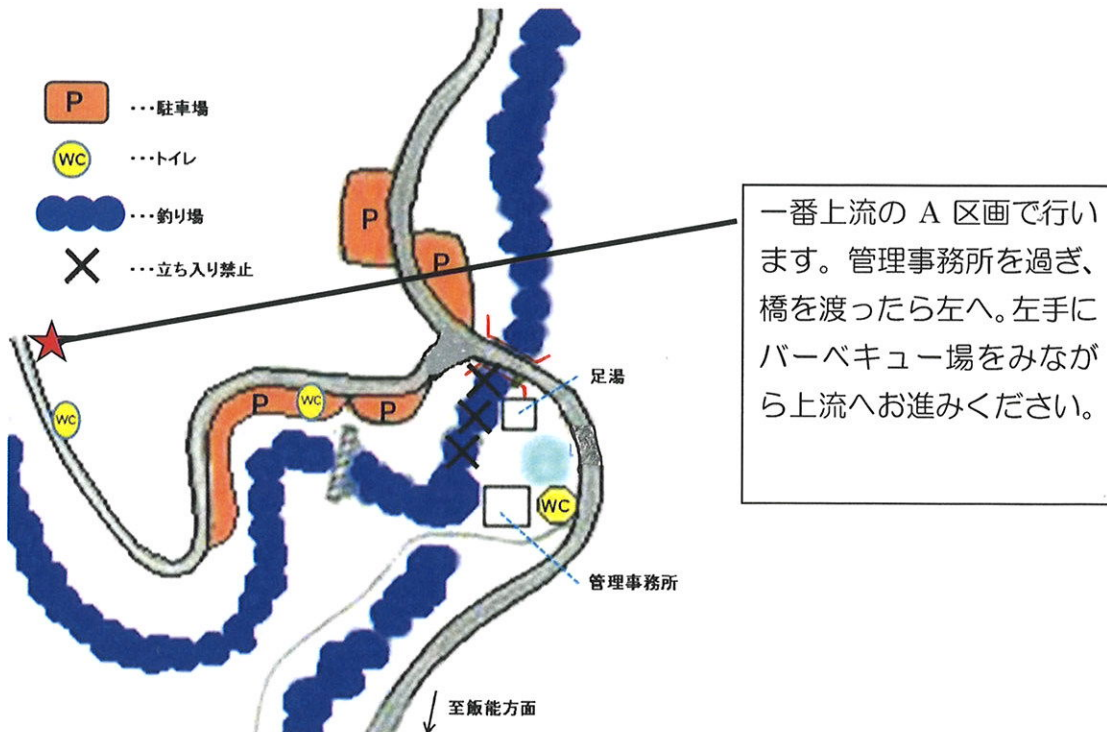 P ･･･駐車場
WC ･･･トイレ
･･･釣り場
･･･立ち入り禁止
P
P
一番上流の A 区画で行い
ます。管理事務所を過ぎ、
橋を渡ったら左へ。左手に
バーベキュー場をみなが
ら上流へお進みください。
足湯
P
WC
P
WC
WC
管理事務所
至飯能方面